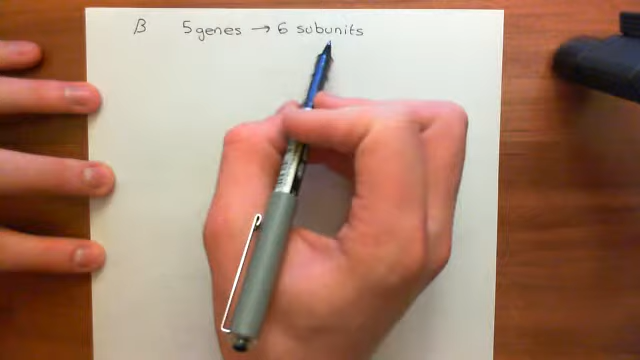 β 5 genes → 6 subunits